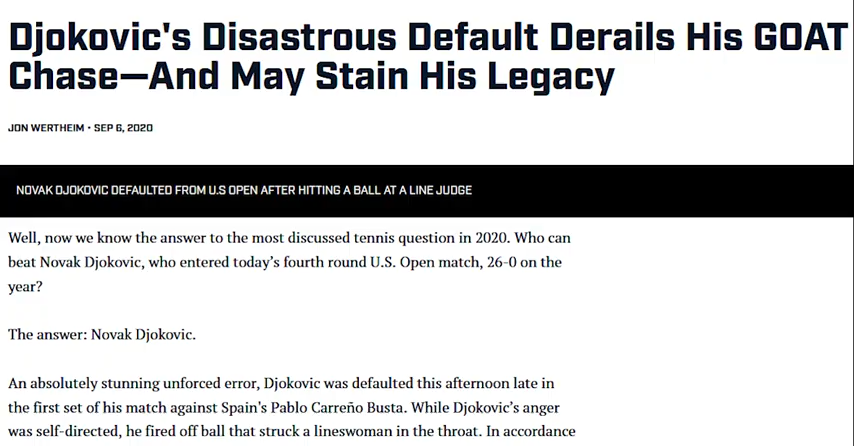 Djokovic's Disastrous Default Derails His GOAT
Chase—And May Stain His Legacy
JON WERTHEIM • SEP 6, 2020
NOVAK DJOKOVIC DEFAULTED FROM U.S OPEN AFTER HITTING A BALL AT A LINE JUDGE
Well, now we know the answer to the most discussed tennis question in 2020. Who can
beat Novak Djokovic, who entered today’s fourth round U.S. Open match, 26-0 on the
year?
The answer: Novak Djokovic.
An absolutely stunning unforced error, Djokovic was defaulted this afternoon late in
the first set of his match against Spain’s Pablo Carreño Busta. While Djokovic’s anger
was self-directed, he fired off ball that struck a lineswoman in the throat. In accordance